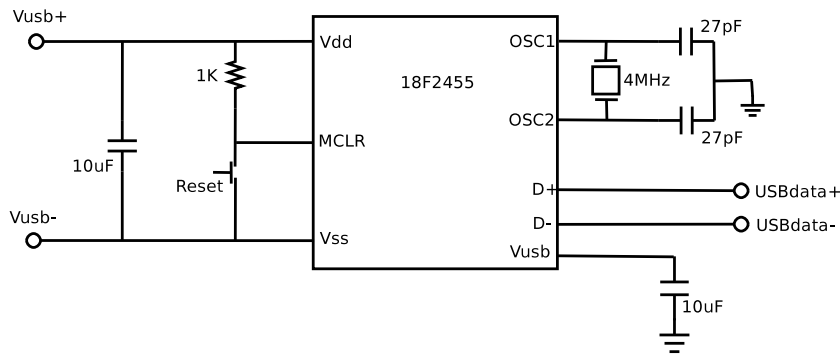 Vusb+
Vdd
OSC1
27pF
1K
18F2455
4MHz
OSC2
27pF
MCLR
10uF
Reset
D+
USBdata+
Vusb-
D-
USBdata-
Vss
Vusb
10uF